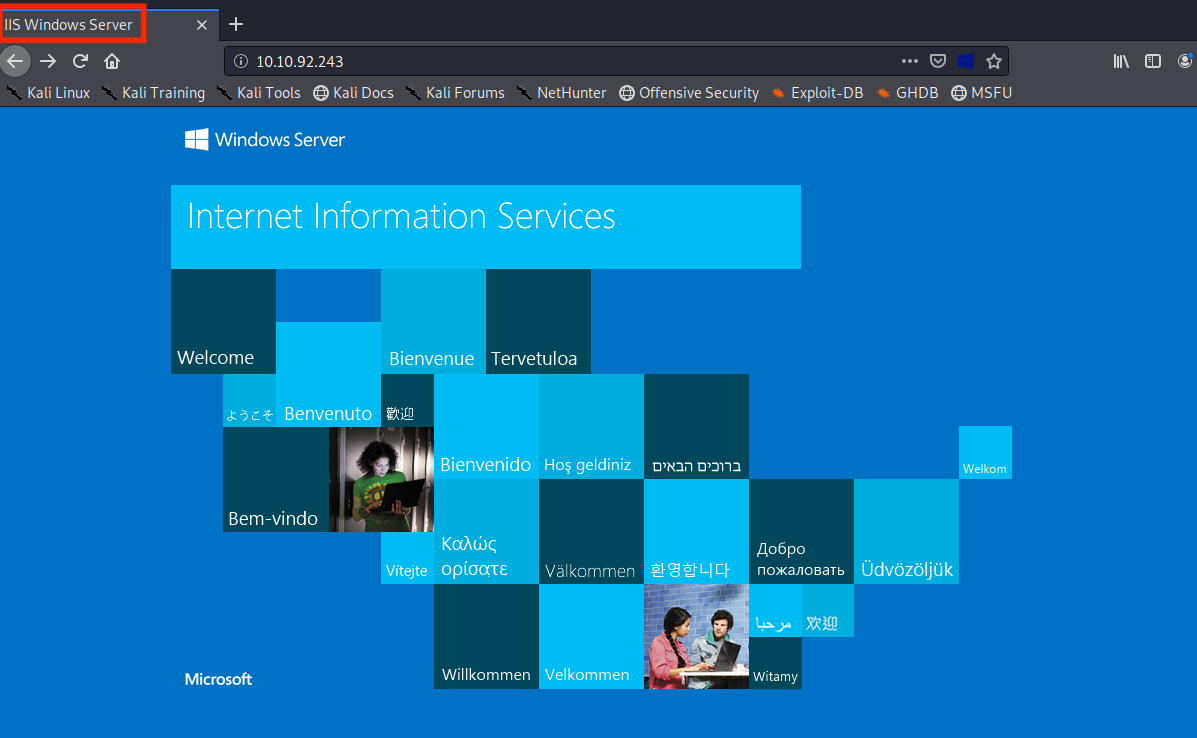 IIS Windows Server
10.10.92.243
Kali Linux
Kali Training
Kali Tools
Kali Docs
Kali Forums
NetHunter
Offensive Security
Exploit-DB
GHDB
MSFU
Windows Server
Internet Information Services
Welcome
Bienvenue
Tervetuloa
ようこそ
Benvenuto
歡迎
Bienvenido
Hoş geldiniz
ברוכים הבאים
Welkom
Bem-vindo
Vítejte
Καλώς
ορίσατε
Välkommen
환영합니다
Добро
пожаловать
Üdvözöljük
مرحبا
欢迎
Microsoft
Willkommen
Velkommen
Witamy